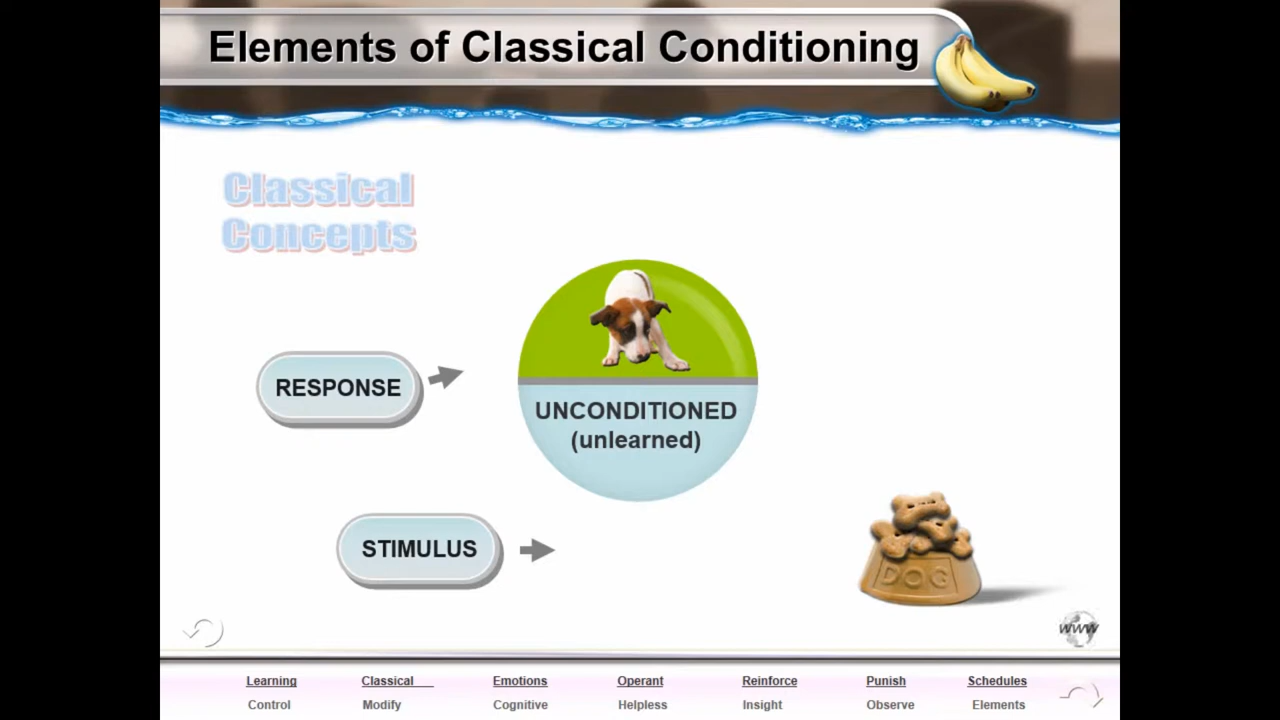 Elements of Classical Conditioning
Classical
Concepts
RESPONSE
UNCONDITIONED
(unlearned)
STIMULUS
DOG
www
Learning Classical Emotions Operant Reinforce Punish Schedules
Control Modify Cognitive Helpless Insight Observe Elements